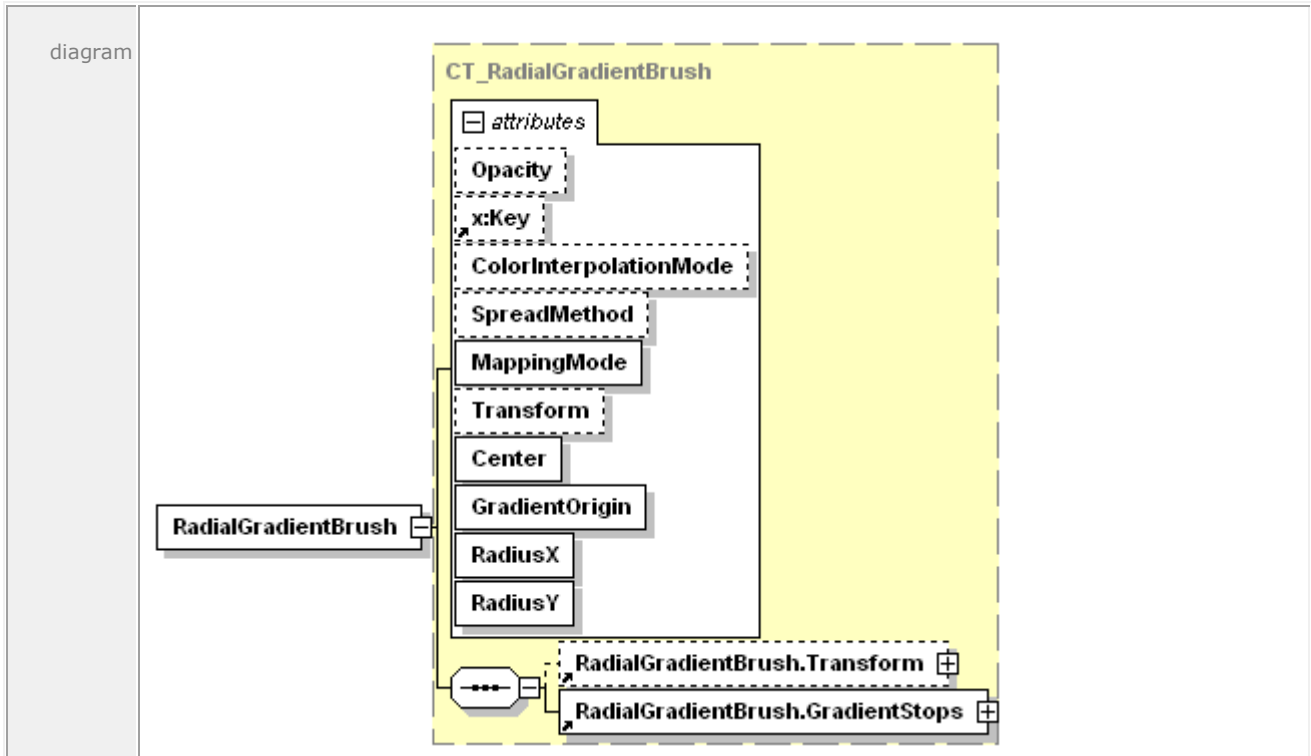 diagram
CT_RadialGradientBrush
attributes
Opacity
x:Key
ColorInterpolationMode
SpreadMethod
MappingMode
Transform
Center
GradientOrigin
RadialGradientBrush
RadiusX
RadiusY
RadialGradientBrush.Transform
RadialGradientBrush.GradientStops